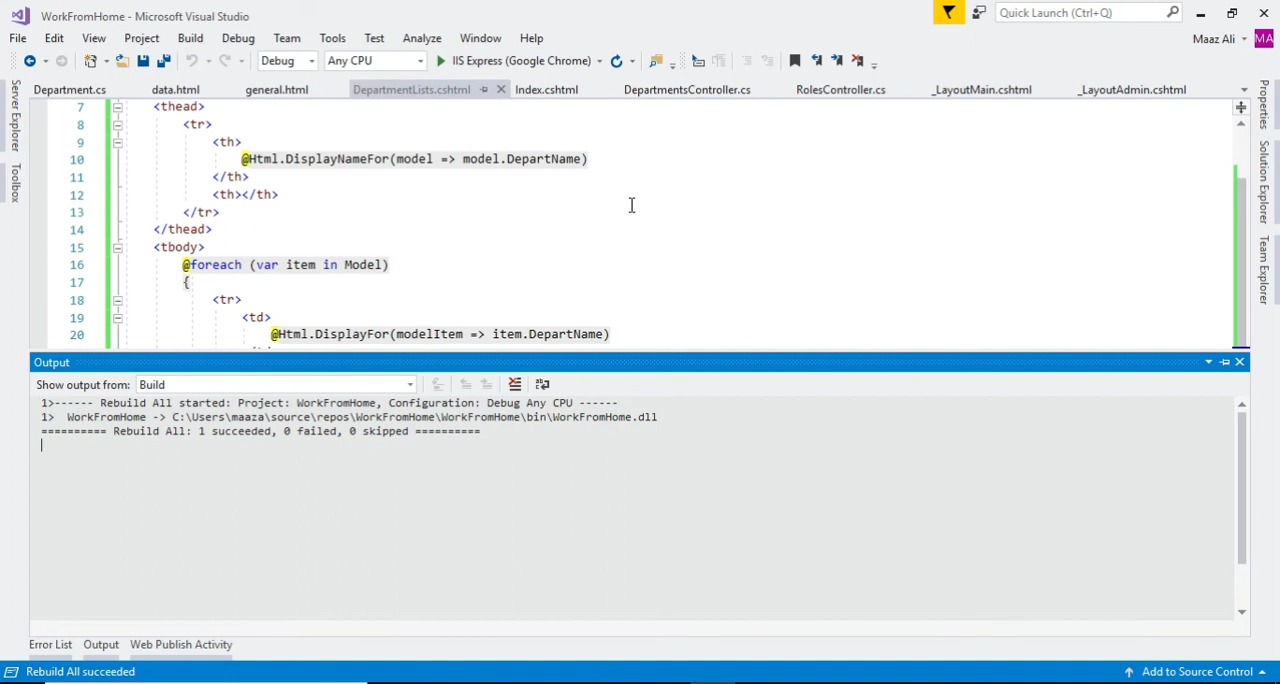 WorkFromHome - Microsoft Visual Studio
Quick Launch (Ctrl+Q)
File Edit View Project Build Debug Team Tools Test Analyze Window Help
Maaz Ali MA
Debug Any CPU IIS Express (Google Chrome)
Department.cs data.html general.html DepartmentLists.cshtml Index.cshtml DepartmentsController.cs RolesController.cs _LayoutMain.cshtml _LayoutAdmin.cshtml
Server Explorer
Toolbox
Properties
Solution Explorer
Team Explorer
7 <thead>
8 <tr>
9 <th>
10 @Html.DisplayNameFor(model => model.DepartName)
11 </th>
12 <th></th>
13 </tr>
14 </thead>
15 <tbody>
16 @foreach (var item in Model)
17 {
18 <tr>
19 <td>
20 @Html.DisplayFor(modelItem => item.DepartName)
Output
Show output from: Build
1>------ Rebuild All started: Project: WorkFromHome, Configuration: Debug Any CPU ------
1>  WorkFromHome -> C:\Users\maaza\source\repos\WorkFromHome\WorkFromHome\bin\WorkFromHome.dll
========== Rebuild All: 1 succeeded, 0 failed, 0 skipped ==========
Error List Output Web Publish Activity
Rebuild All succeeded
Add to Source Control